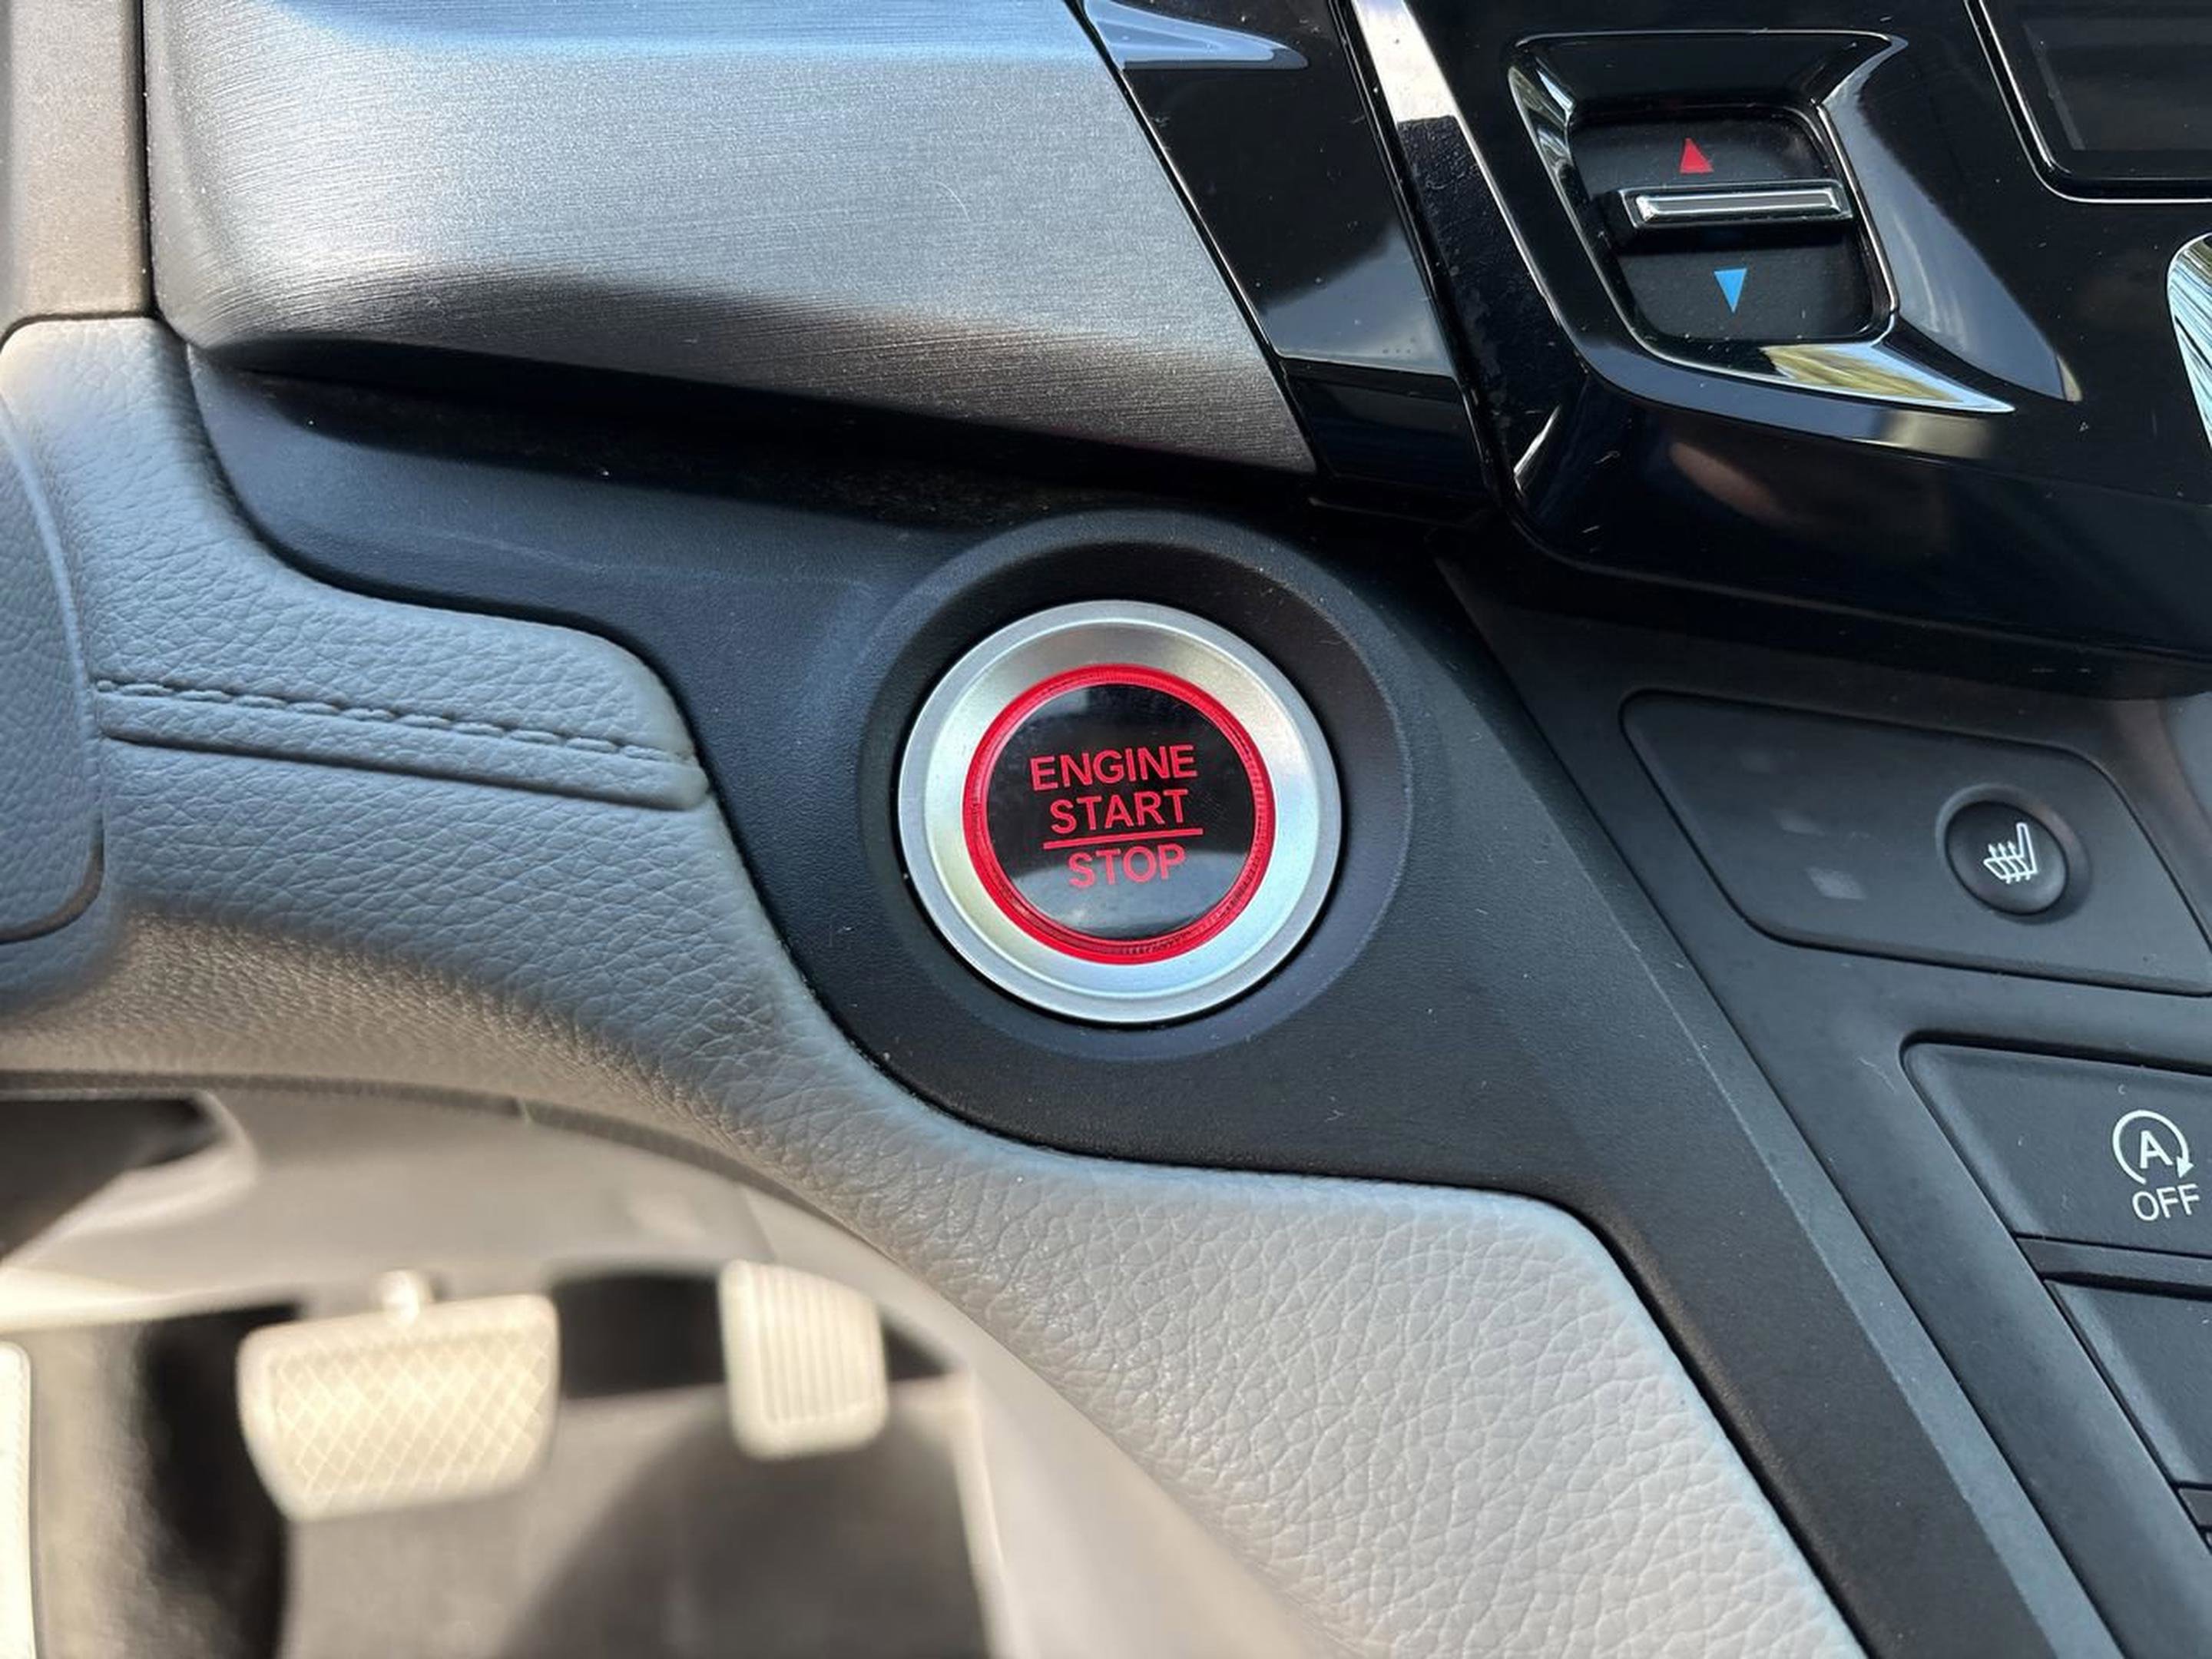 ENGINE
START
STOP
A
OFF